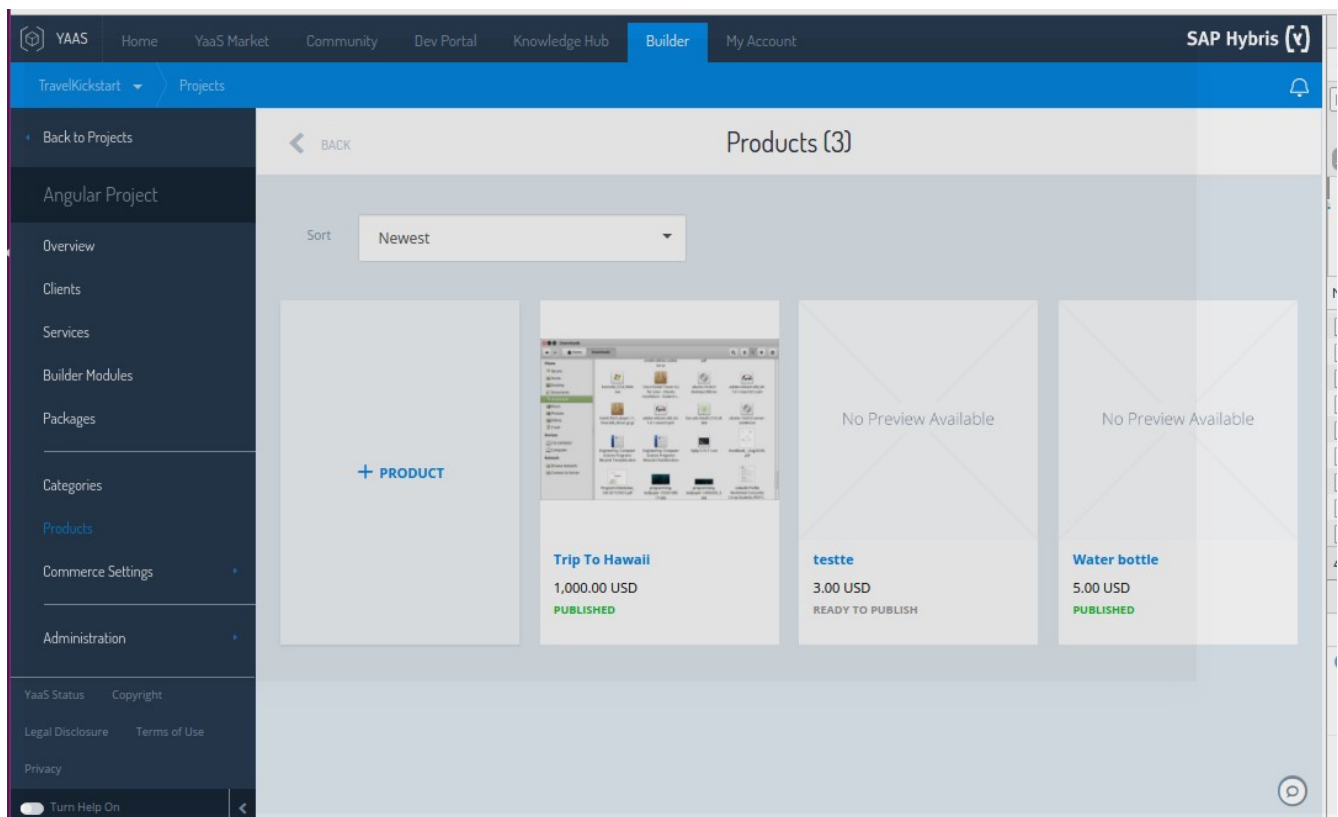 YAAS Home YaaS Market Community Dev Portal Knowledge Hub Builder My Account SAP Hybris (Y)
TravelKickstart Projects
Back to Projects
BACK
Products (3)
Angular Project
Sort
Newest
Overview
Clients
Services
Builder Modules
Packages
Categories
Products
Commerce Settings
Administration
+ PRODUCT
Trip To Hawaii
1,000.00 USD
PUBLISHED
No Preview Available
testte
3.00 USD
READY TO PUBLISH
No Preview Available
Water bottle
5.00 USD
PUBLISHED
YaaS Status Copyright
Legal Disclosure Terms of Use
Privacy
Turn Help On